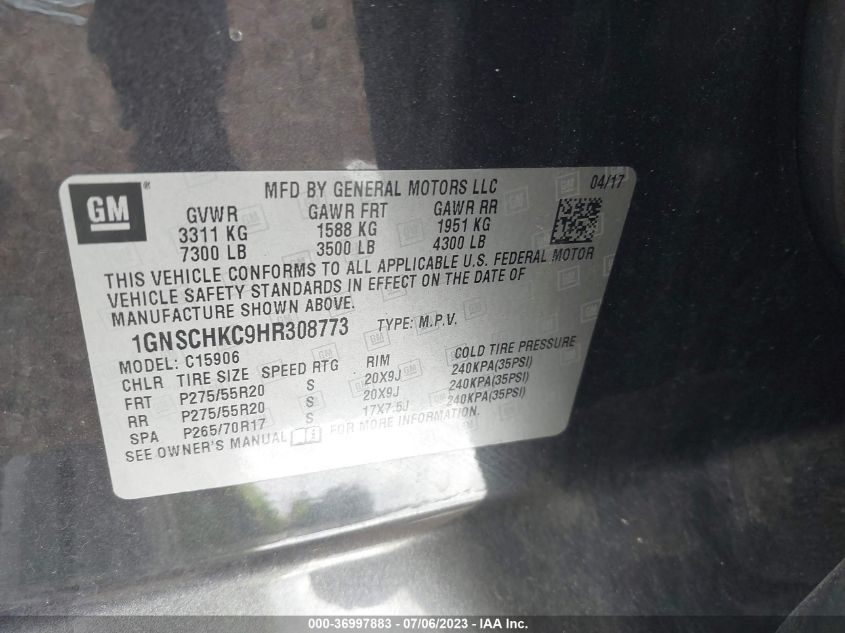 GM
MFD BY GENERAL MOTORS LLC 04/17
GVWR GAWR FRT GAWR RR
3311 KG 1588 KG 1951 KG
7300 LB 3500 LB 4300 LB
THIS VEHICLE CONFORMS TO ALL APPLICABLE U.S. FEDERAL MOTOR
VEHICLE SAFETY STANDARDS IN EFFECT ON THE DATE OF
MANUFACTURE SHOWN ABOVE.
1GNSCHKC9HR308773 TYPE: M.P.V.
MODEL: C15906
CHLR TIRE SIZE SPEED RTG RIM COLD TIRE PRESSURE
FRT P275/55R20 S 20X9J 240KPA(35PSI)
RR P275/55R20 S 20X9J 240KPA(35PSI)
SPA P265/70R17 S 17X7.5J 240KPA(35PSI)
SEE OWNER'S MANUAL FOR MORE INFORMATION.
000-36997883 - 07/06/2023 - IAA Inc.